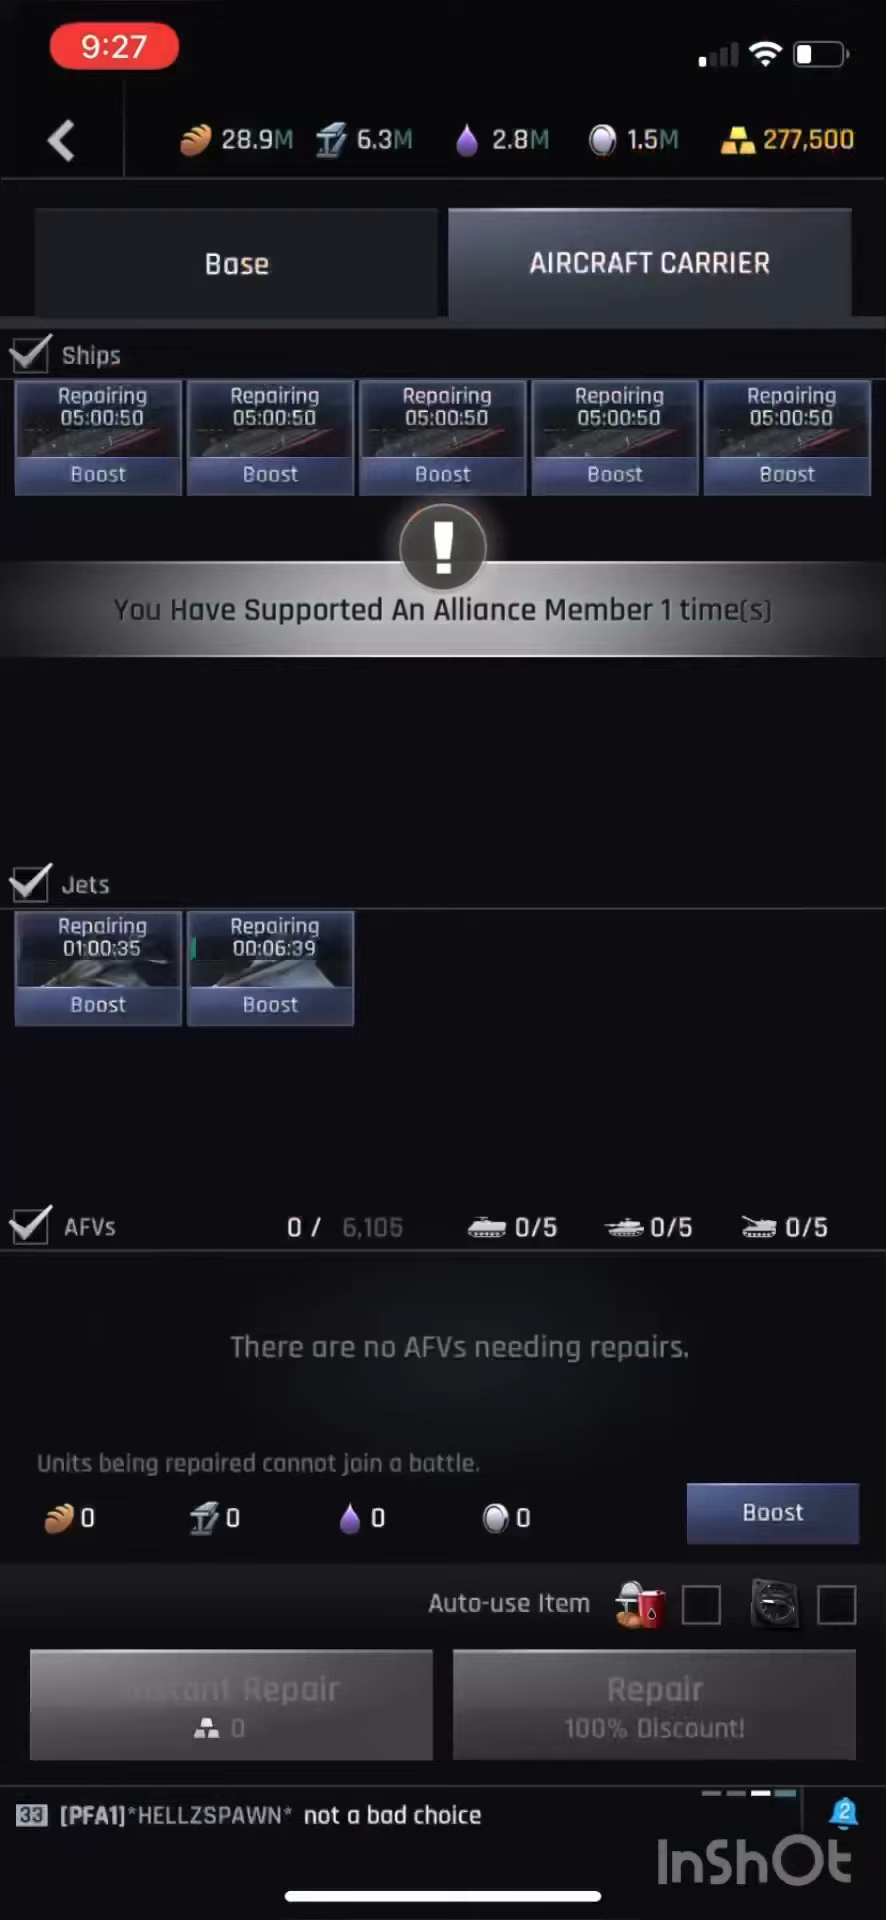 9:27
28.9M 6.3M 2.8M 1.5M 277,500
Base AIRCRAFT CARRIER
Ships
Repairing Repairing Repairing Repairing Repairing
05:00:50 05:00:50 05:00:50 05:00:50 05:00:50
Boost Boost Boost Boost Boost
You Have Supported An Alliance Member 1 time(s)
Jets
Repairing Repairing
01:00:35 00:06:39
Boost Boost
AFVs 0 / 6,105 0/5 0/5 0/5
There are no AFVs needing repairs.
Units being repaired cannot join a battle.
0 0 0 0 Boost
Auto-use Item
Instant Repair Repair
0 100% Discount!
33 [PFA1]*HELLZSPAWN* not a bad choice 2
InShOt